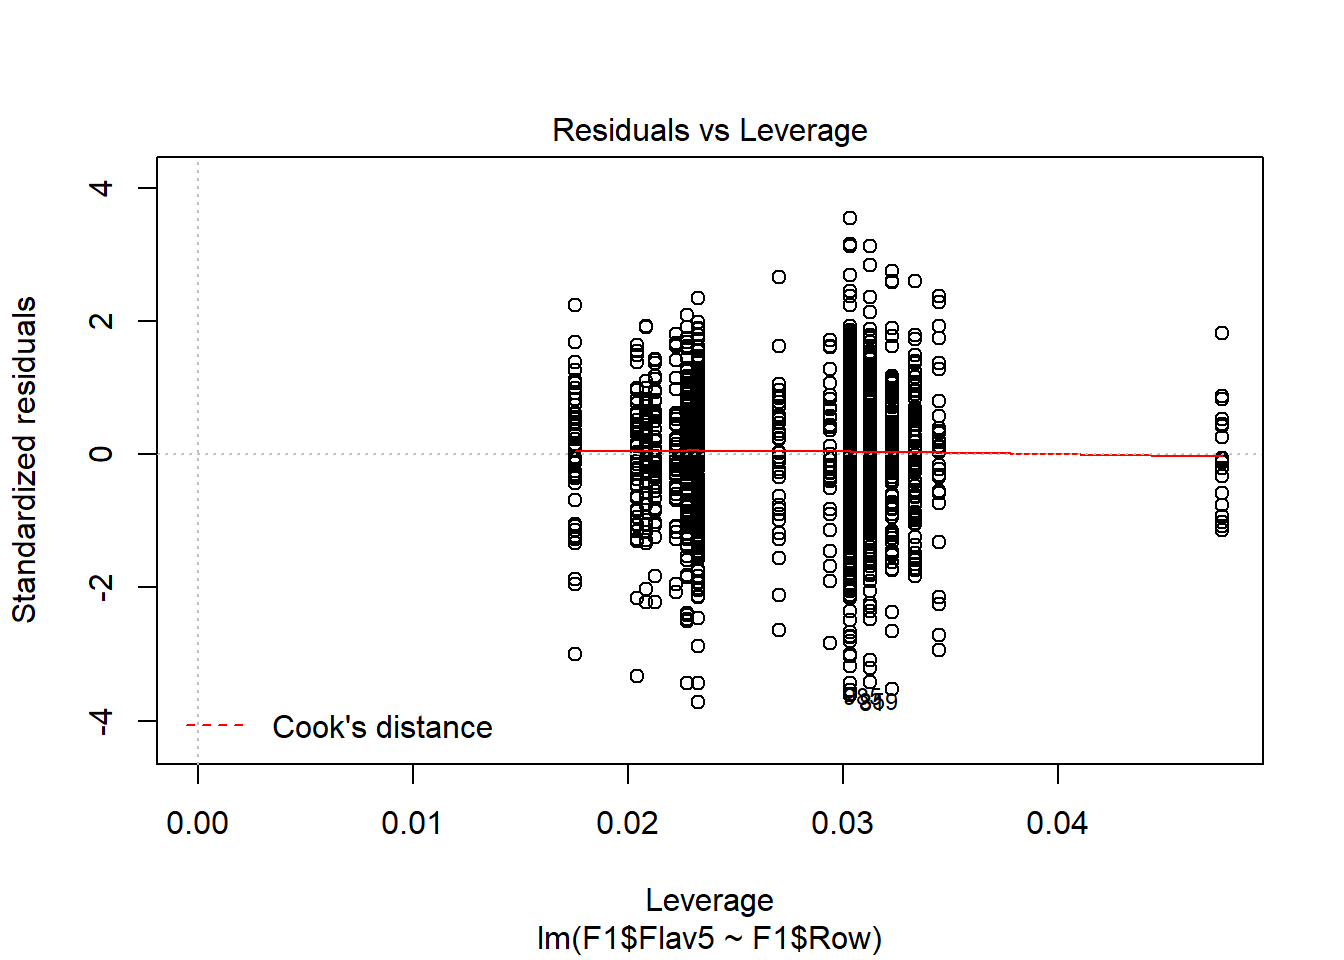 Residuals vs Leverage
Standardized residuals
4
2
0
-2
-4
Cook's distance
0.00 0.01 0.02 0.03 0.04
Leverage
lm(F1$Flav5 ~ F1$Row)